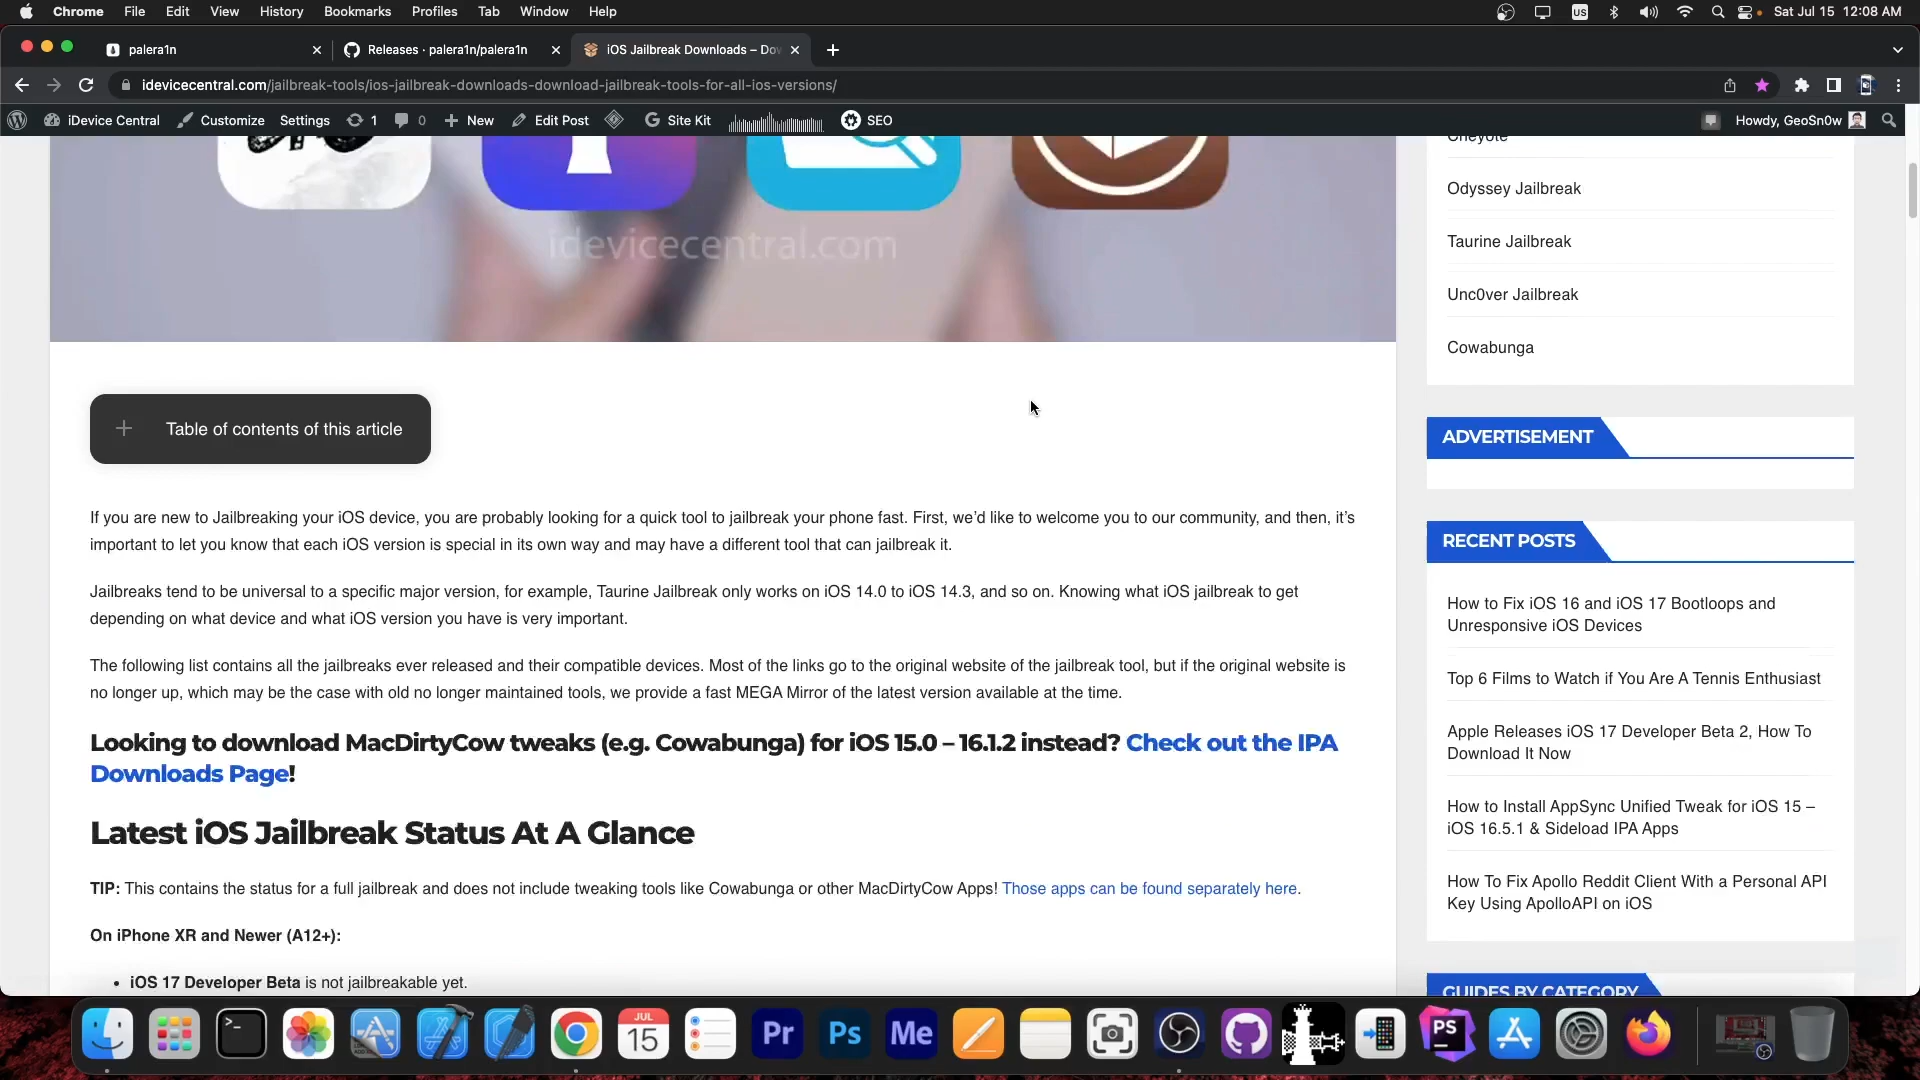 Chrome File Edit View History Bookmarks Profiles Tab Window Help US Sat Jul 15 12:08 AM
palera1n Releases · palera1n/palera1n iOS Jailbreak Downloads – Dov
idevicecentral.com/jailbreak-tools/ios-jailbreak-downloads-download-jailbreak-tools-for-all-ios-versions/
iDevice Central Customize Settings 1 0 New Edit Post Site Kit SEO Howdy, GeoSn0w
idevicecentral.com
Cheyote
Odyssey Jailbreak
Taurine Jailbreak
Unc0ver Jailbreak
Cowabunga
Table of contents of this article
If you are new to Jailbreaking your iOS device, you are probably looking for a quick tool to jailbreak your phone fast. First, we’d like to welcome you to our community, and then, it’s
important to let you know that each iOS version is special in its own way and may have a different tool that can jailbreak it.
Jailbreaks tend to be universal to a specific major version, for example, Taurine Jailbreak only works on iOS 14.0 to iOS 14.3, and so on. Knowing what iOS jailbreak to get
depending on what device and what iOS version you have is very important.
The following list contains all the jailbreaks ever released and their compatible devices. Most of the links go to the original website of the jailbreak tool, but if the original website is
no longer up, which may be the case with old no longer maintained tools, we provide a fast MEGA Mirror of the latest version available at the time.
Looking to download MacDirtyCow tweaks (e.g. Cowabunga) for iOS 15.0 – 16.1.2 instead? Check out the IPA
Downloads Page!
Latest iOS Jailbreak Status At A Glance
TIP: This contains the status for a full jailbreak and does not include tweaking tools like Cowabunga or other MacDirtyCow Apps! Those apps can be found separately here.
On iPhone XR and Newer (A12+):
• iOS 17 Developer Beta is not jailbreakable yet.
ADVERTISEMENT
RECENT POSTS
How to Fix iOS 16 and iOS 17 Bootloops and
Unresponsive iOS Devices
Top 6 Films to Watch if You Are A Tennis Enthusiast
Apple Releases iOS 17 Developer Beta 2, How To
Download It Now
How to Install AppSync Unified Tweak for iOS 15 –
iOS 16.5.1 & Sideload IPA Apps
How To Fix Apollo Reddit Client With a Personal API
Key Using ApolloAPI on iOS
GUIDES BY CATEGORY
JUL
15
Pr Ps Me PS